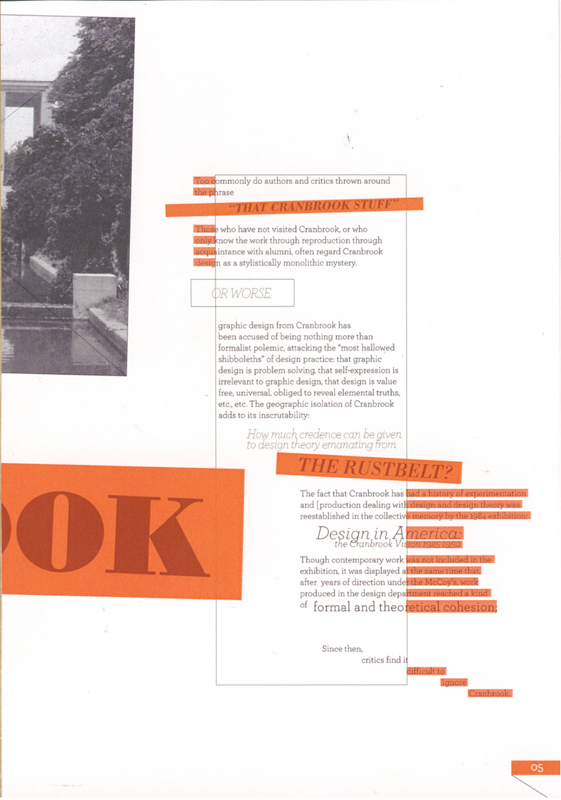 Too commonly do authors and critics thrown around
the phrase
"THAT CRANBROOK STUFF"
Those who have not visited Cranbrook, or who
only know the work through reproduction through
acquaintance with alumni, often regard Cranbrook
design as a stylistically monolithic mystery.
OR WORSE
graphic design from Cranbrook has
been accused of being nothing more than
formalist polemic, attacking the "most hallowed
shibboleths" of design practice: that graphic
design is problem solving, that self-expression is
irrelevant to graphic design, that design is value
free, universal, obliged to reveal elemental truths,
etc., etc. The geographic isolation of Cranbrook
adds to its inscrutability:
How much credence can be given
to design theory emanating from
THE RUSTBELT?
OOK
The fact that Cranbrook has had a history of experimentation
and [production dealing with design and design theory was
reestablished in the collective memory by the 1984 exhibition:
Design in America:
the Cranbrook Vision
Though contemporary work was not included in the
exhibition, it was displayed at the same time that,
after years of direction under the McCoy's, work
produced in the design department reached a kind
of formal and theoretical cohesion.
Since then,
critics find it
difficult to
ignore
Cranbrook.
05